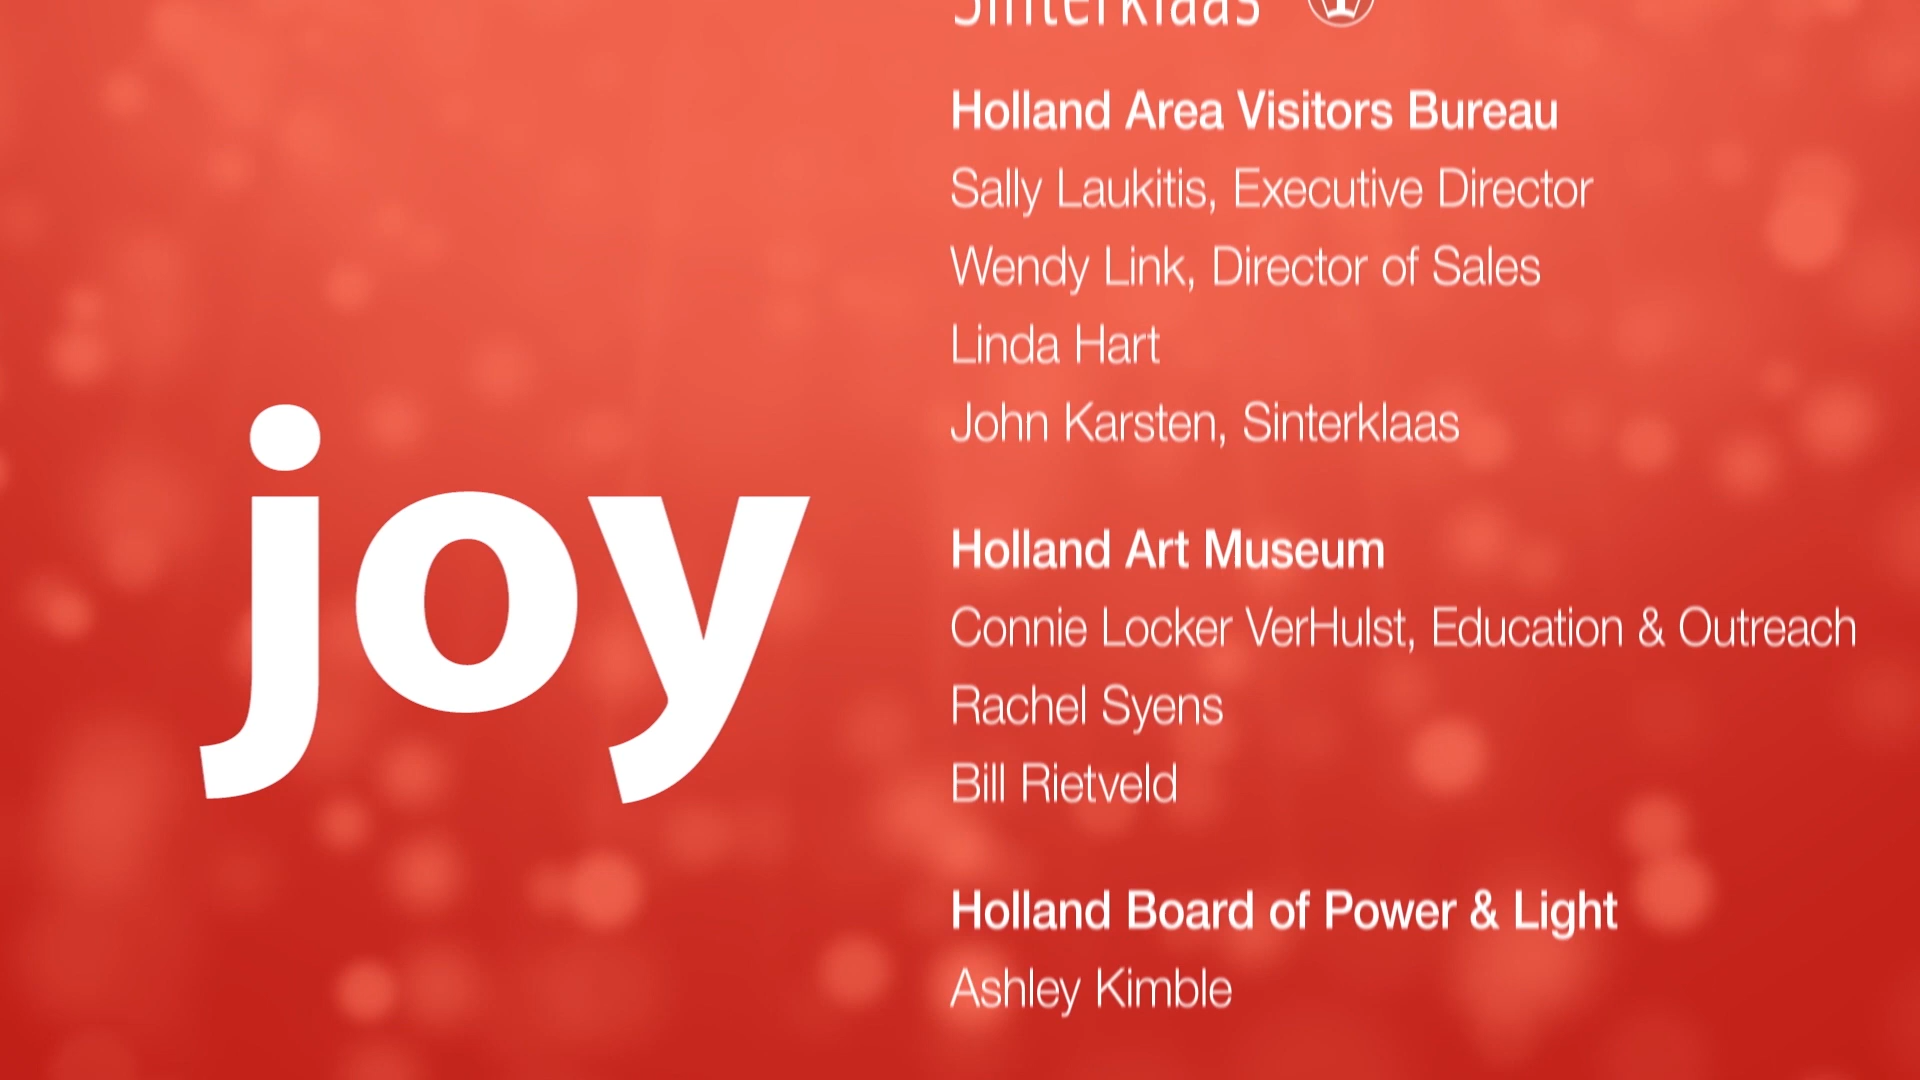 Sinterklaas
Holland Area Visitors Bureau
Sally Laukitis, Executive Director
Wendy Link, Director of Sales
Linda Hart
John Karsten, Sinterklaas
joy
Holland Art Museum
Connie Locker VerHulst, Education & Outreach
Rachel Syens
Bill Rietveld
Holland Board of Power & Light
Ashley Kimble